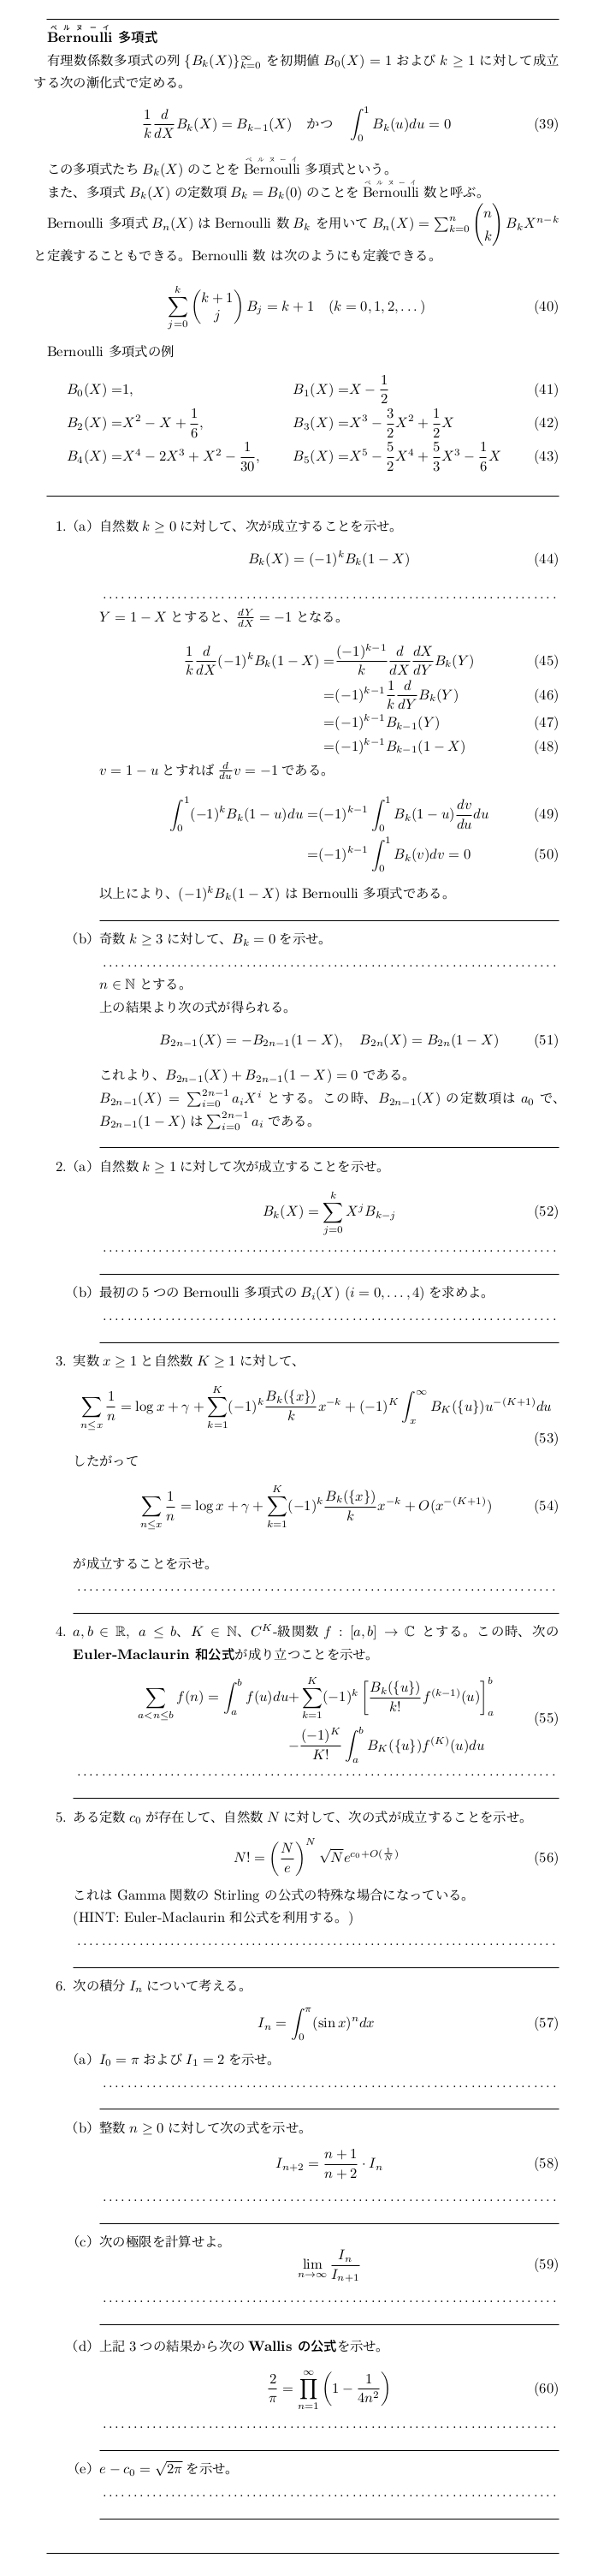 ベルヌーイ
Bernoulli 多項式
有理数係数多項式の列 $\{B_k(X)\}_{k=0}^{\infty}$ を初期値 $B_0(X) = 1$ および $k \geq 1$ に対して成立
する次の漸化式で定める。
$\frac{1}{k}\frac{d}{dX}B_k(X) = B_{k-1}(X)$ かつ $\int_0^1 B_k(u)du = 0$ (39)
この多項式たち $B_k(X)$ のことを Bernoulli（ベルヌーイ） 多項式という。
また、多項式 $B_k(X)$ の定数項 $B_k = B_k(0)$ のことを Bernoulli（ベルヌーイ） 数と呼ぶ。
Bernoulli 多項式 $B_n(X)$ は Bernoulli 数 $B_k$ を用いて $B_n(X) = \sum_{k=0}^{n}\binom{n}{k}B_kX^{n-k}$
と定義することもできる。Bernoulli 数 は次のようにも定義できる。
$\sum_{j=0}^{k}\binom{k+1}{j}B_j = k+1 \quad (k = 0, 1, 2, \ldots)$ (40)
Bernoulli 多項式の例
$B_0(X) = 1, \quad B_1(X) = X - \frac{1}{2}$ (41)
$B_2(X) = X^2 - X + \frac{1}{6}, \quad B_3(X) = X^3 - \frac{3}{2}X^2 + \frac{1}{2}X$ (42)
$B_4(X) = X^4 - 2X^3 + X^2 - \frac{1}{30}, \quad B_5(X) = X^5 - \frac{5}{2}X^4 + \frac{5}{3}X^3 - \frac{1}{6}X$ (43)
1. (a) 自然数 $k \geq 0$ に対して、次が成立することを示せ。
$B_k(X) = (-1)^k B_k(1-X)$ (44)
$Y = 1 - X$ とすると、$\frac{dY}{dX} = -1$ となる。
$\frac{1}{k}\frac{d}{dX}(-1)^k B_k(1-X) = \frac{(-1)^{k-1}}{k}\frac{d}{dX}\frac{dX}{dY}B_k(Y)$ (45)
$= (-1)^{k-1}\frac{1}{k}\frac{d}{dY}B_k(Y)$ (46)
$= (-1)^{k-1}B_{k-1}(Y)$ (47)
$= (-1)^{k-1}B_{k-1}(1-X)$ (48)
$v = 1 - u$ とすれば $\frac{d}{du}v = -1$ である。
$\int_0^1 (-1)^k B_k(1-u)du = (-1)^{k-1}\int_0^1 B_k(1-u)\frac{dv}{du}du$ (49)
$= (-1)^{k-1}\int_0^1 B_k(v)dv = 0$ (50)
以上により、$(-1)^k B_k(1-X)$ は Bernoulli 多項式である。
(b) 奇数 $k \geq 3$ に対して、$B_k = 0$ を示せ。
$n \in \mathbb{N}$ とする。
上の結果より次の式が得られる。
$B_{2n-1}(X) = -B_{2n-1}(1-X), \quad B_{2n}(X) = B_{2n}(1-X)$ (51)
これより、$B_{2n-1}(X) + B_{2n-1}(1-X) = 0$ である。
$B_{2n-1}(X) = \sum_{i=0}^{2n-1} a_i X^i$ とする。この時、$B_{2n-1}(X)$ の定数項は $a_0$ で、
$B_{2n-1}(1-X)$ は $\sum_{i=0}^{2n-1} a_i$ である。
2. (a) 自然数 $k \geq 1$ に対して次が成立することを示せ。
$B_k(X) = \sum_{j=0}^{k} X^j B_{k-j}$ (52)
(b) 最初の 5 つの Bernoulli 多項式の $B_i(X)$ $(i = 0, \ldots, 4)$ を求めよ。
3. 実数 $x \geq 1$ と自然数 $K \geq 1$ に対して、
$\sum_{n \leq x}\frac{1}{n} = \log x + \gamma + \sum_{k=1}^{K}(-1)^k\frac{B_k(\{x\})}{k}x^{-k} + (-1)^K\int_x^{\infty}B_K(\{u\})u^{-(K+1)}du$
(53)
したがって
$\sum_{n \leq x}\frac{1}{n} = \log x + \gamma + \sum_{k=1}^{K}(-1)^k\frac{B_k(\{x\})}{k}x^{-k} + O(x^{-(K+1)})$ (54)
が成立することを示せ。
4. $a, b \in \mathbb{R}$, $a \leq b$、$K \in \mathbb{N}$、$C^K$-級関数 $f : [a, b] \to \mathbb{C}$ とする。この時、次の
Euler-Maclaurin 和公式が成り立つことを示せ。
$\sum_{a < n \leq b} f(n) = \int_a^b f(u)du + \sum_{k=1}^{K}(-1)^k\left[\frac{B_k(\{u\})}{k!}f^{(k-1)}(u)\right]_a^b$
$- \frac{(-1)^K}{K!}\int_a^b B_K(\{u\})f^{(K)}(u)du$ (55)
5. ある定数 $c_0$ が存在して、自然数 $N$ に対して、次の式が成立することを示せ。
$N! = \left(\frac{N}{e}\right)^N \sqrt{N}e^{c_0 + O(\frac{1}{N})}$ (56)
これは Gamma 関数の Stirling の公式の特殊な場合になっている。
(HINT: Euler-Maclaurin 和公式を利用する。)
6. 次の積分 $I_n$ について考える。
$I_n = \int_0^{\pi}(\sin x)^n dx$ (57)
(a) $I_0 = \pi$ および $I_1 = 2$ を示せ。
(b) 整数 $n \geq 0$ に対して次の式を示せ。
$I_{n+2} = \frac{n+1}{n+2} \cdot I_n$ (58)
(c) 次の極限を計算せよ。
$\lim_{n \to \infty}\frac{I_n}{I_{n+1}}$ (59)
(d) 上記 3 つの結果から次の Wallis の公式を示せ。
$\frac{2}{\pi} = \prod_{n=1}^{\infty}\left(1 - \frac{1}{4n^2}\right)$ (60)
(e) $e - c_0 = \sqrt{2\pi}$ を示せ。